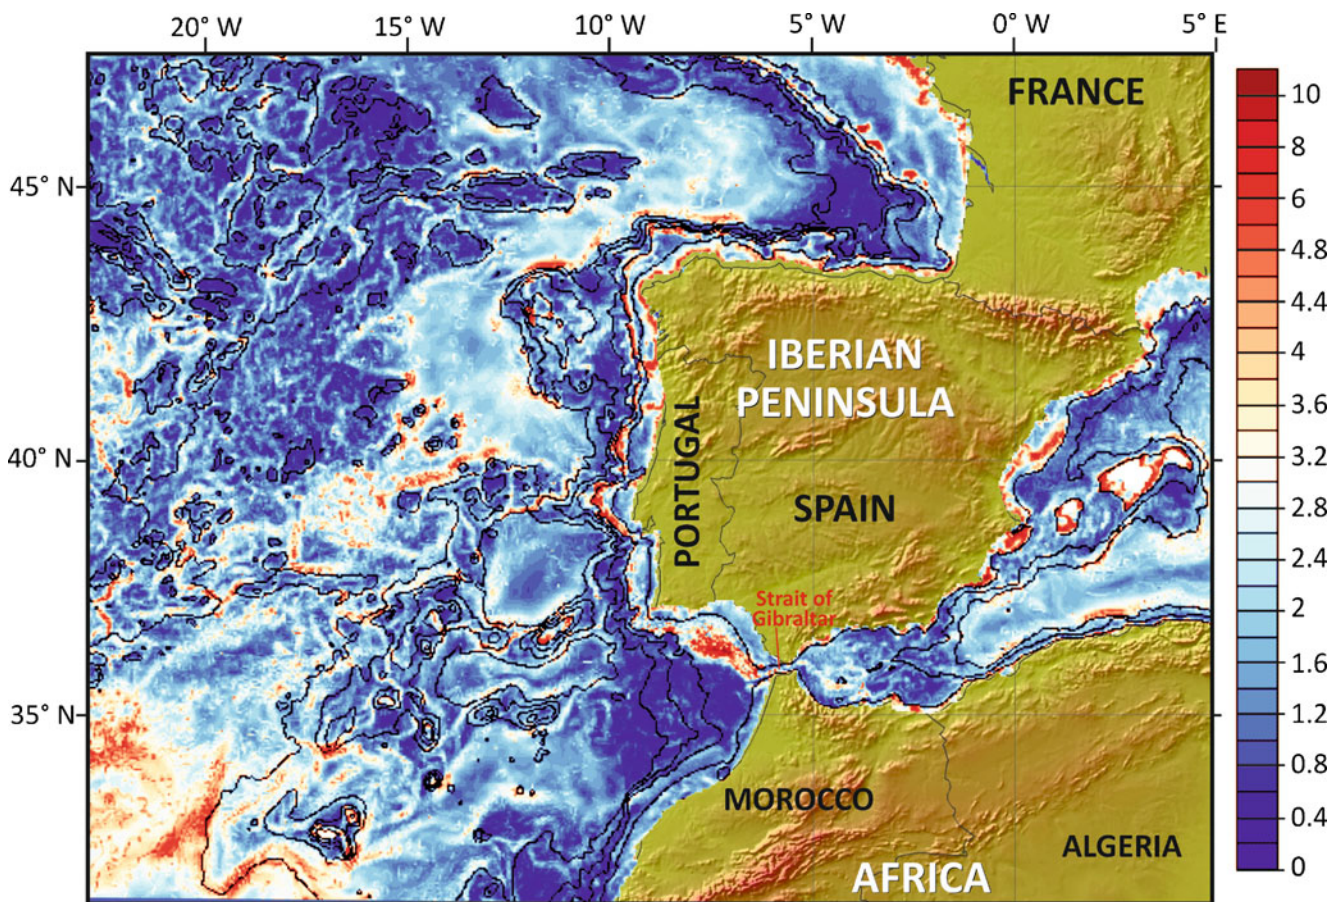 20° W
15° W
10° W
5° W
0° W
5° E
45° N
40° N
35° N
FRANCE
IBERIAN
PENINSULA
PORTUGAL
SPAIN
Strait of
Gibraltar
MOROCCO
ALGERIA
AFRICA
10
8
6
4.8
4.4
4
3.6
3.2
2.8
2.4
2
1.6
1.2
0.8
0.4
0